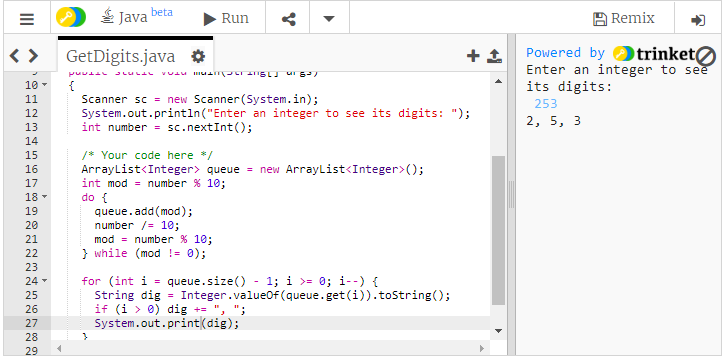 Java beta Run Remix
GetDigits.java
9 public static void main(String[] args)
10 {
11 Scanner sc = new Scanner(System.in);
12 System.out.println("Enter an integer to see its digits: ");
13 int number = sc.nextInt();
14
15 /* Your code here */
16 ArrayList<Integer> queue = new ArrayList<Integer>();
17 int mod = number % 10;
18 do {
19 queue.add(mod);
20 number /= 10;
21 mod = number % 10;
22 } while (mod != 0);
23
24 for (int i = queue.size() - 1; i >= 0; i--) {
25 String dig = Integer.valueOf(queue.get(i)).toString();
26 if (i > 0) dig += ", ";
27 System.out.print(dig);
28 }
29
Powered by trinket
Enter an integer to see
its digits:
253
2, 5, 3